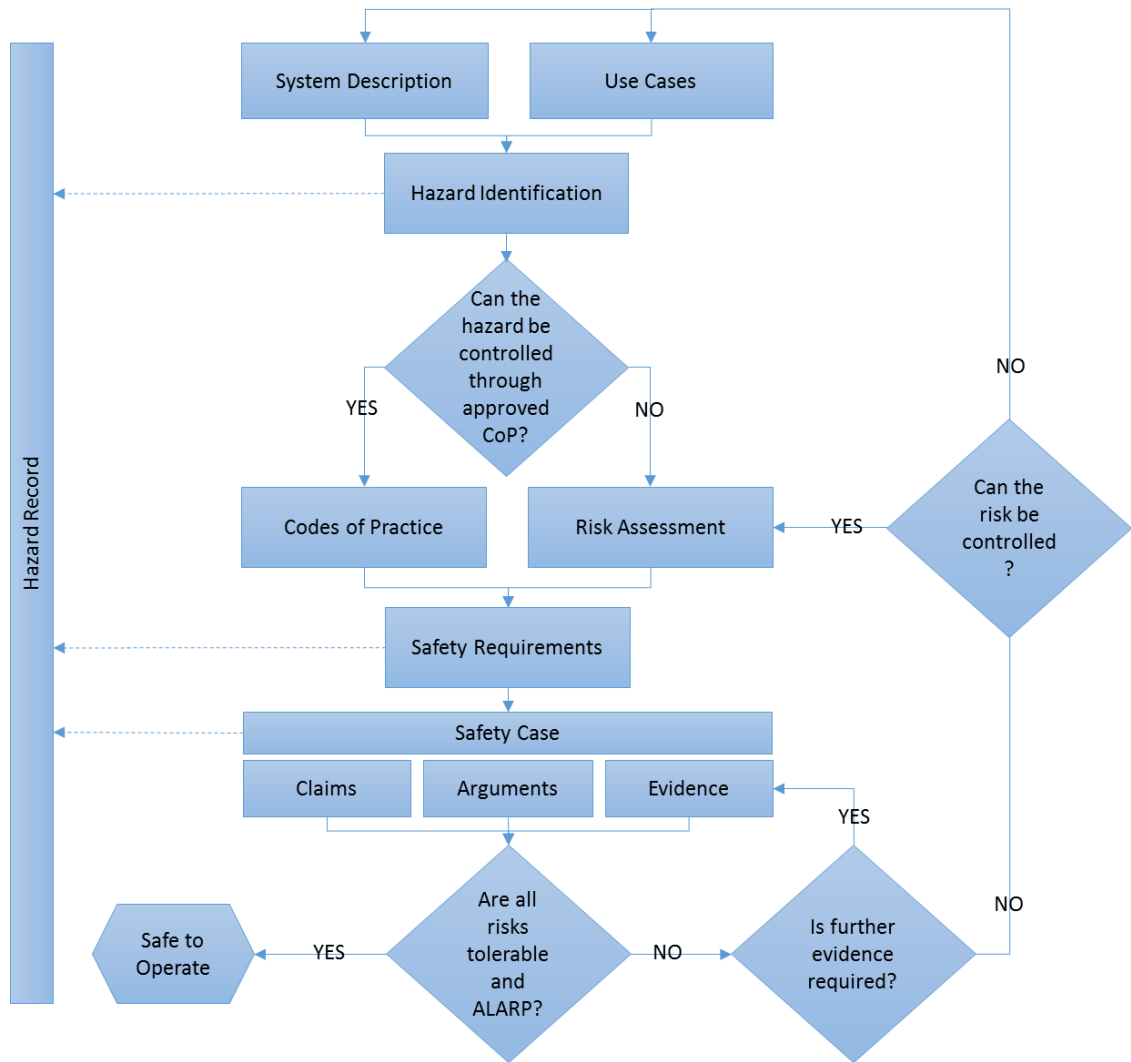 System Description
Use Cases
Hazard Identification
Can the
hazard be
controlled
through
approved
CoP?
YES
NO
NO
Hazard Record
Codes of Practice
Risk Assessment
YES
Can the
risk be
controlled
?
Safety Requirements
Safety Case
Claims
Arguments
Evidence
YES
Are all
risks
tolerable
and
ALARP?
Safe to
Operate
YES
NO
Is further
evidence
required?
NO